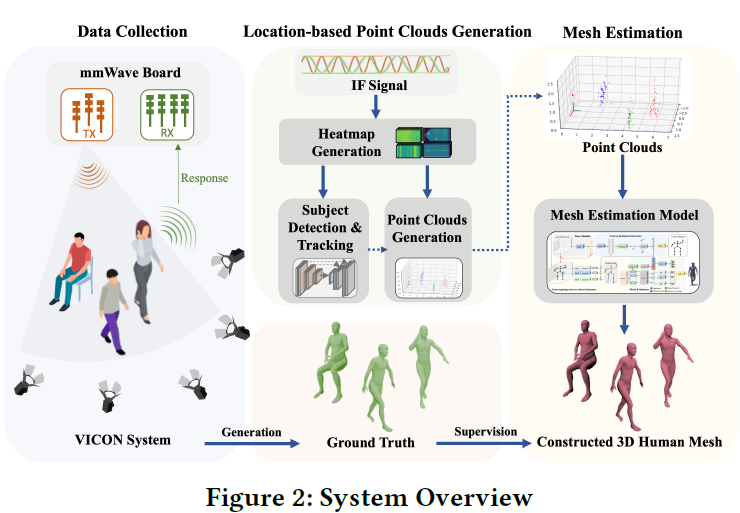 Data Collection
Location-based Point Clouds Generation
Mesh Estimation
mmWave Board
TX
RX
Response
VICON System
IF Signal
Heatmap
Generation
Subject
Detection &
Tracking
Point Clouds
Generation
Point Clouds
Mesh Estimation Model
Generation
Ground Truth
Supervision
Constructed 3D Human Mesh
Figure 2: System Overview